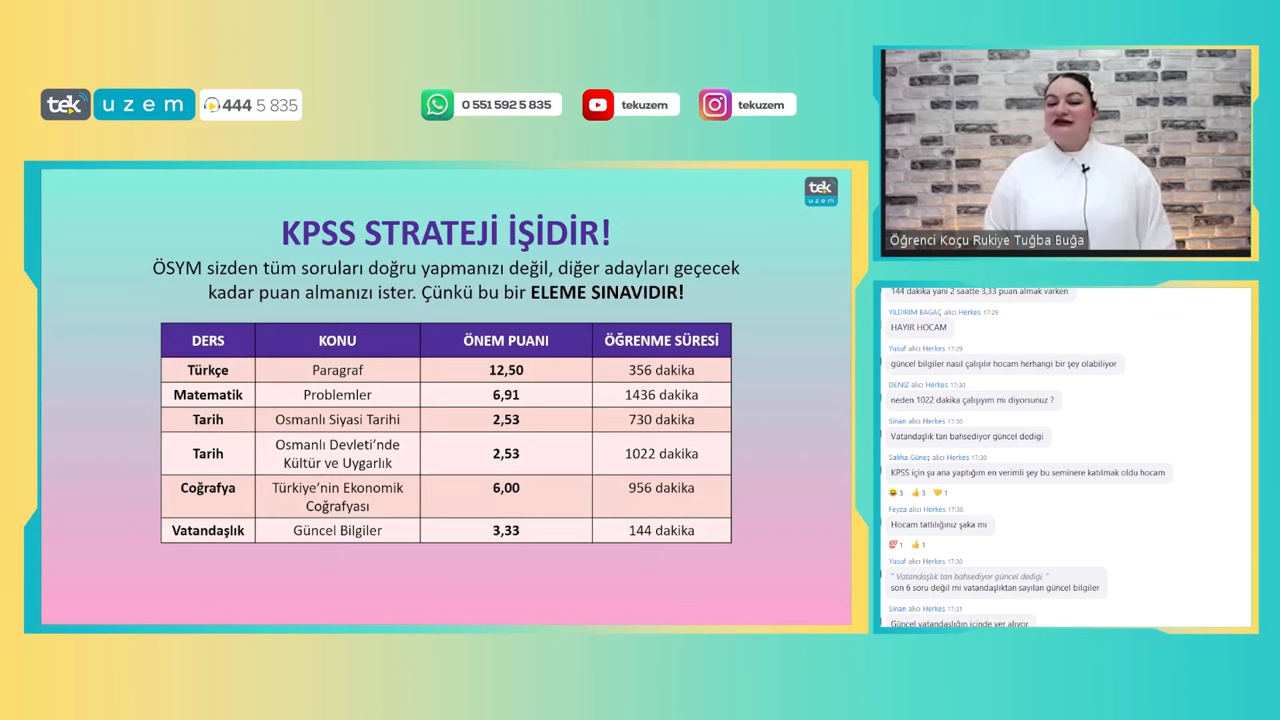 tek uzem 444 5 835
0 551 592 5 835
tekuzem
tekuzem
tek uzem
KPSS STRATEJİ İŞİDİR!
ÖSYM sizden tüm soruları doğru yapmanızı değil, diğer adayları geçecek
kadar puan almanızı ister. Çünkü bu bir ELEME SINAVIDIR!
DERS KONU ÖNEM PUANI ÖĞRENME SÜRESİ
Türkçe Paragraf 12,50 356 dakika
Matematik Problemler 6,91 1436 dakika
Tarih Osmanlı Siyasi Tarihi 2,53 730 dakika
Tarih Osmanlı Devleti'nde
Kültür ve Uygarlık 2,53 1022 dakika
Coğrafya Türkiye'nin Ekonomik
Coğrafyası 6,00 956 dakika
Vatandaşlık Güncel Bilgiler 3,33 144 dakika
Öğrenci Koçu Rukiye Tuğba Buğa
144 dakika yani 2 saatte 3,33 puan almak varken
YILDIRIM BAGAÇ alıcı Herkes 17:29
HAYIR HOCAM
Yusuf alıcı Herkes 17:29
güncel bilgiler nasıl çalışılır hocam herhangi bir şey olabiliyor
DENİZ alıcı Herkes 17:30
neden 1022 dakika çalışıyım mı diyorsunuz ?
Sinan alıcı Herkes 17:30
Vatandaşlık tan bahsediyor güncel dedigi
Saliha Güneş alıcı Herkes 17:30
KPSS için şu ana yaptığım en verimli şey bu seminere katılmak oldu hocam
3 3 1
Feyza alıcı Herkes 17:30
Hocam tatlılığınız şaka mı
1 1
Yusuf alıcı Herkes 17:30
" Vatandaşlık tan bahsediyor güncel dedigi "
son 6 soru değil mi vatandaşlıktan sayılan güncel bilgiler
Sinan alıcı Herkes 17:31
Güncel vatandaşlığın içinde yer alıyor